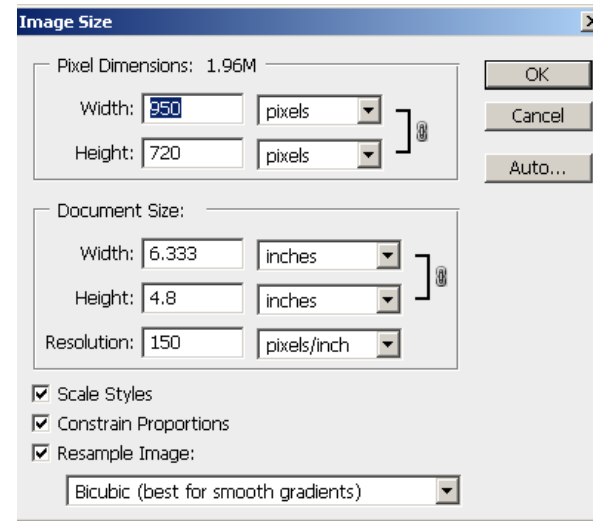 Image Size
Pixel Dimensions: 1.96M
OK
Width: 950 pixels
Cancel
Height: 720 pixels
Auto...
Document Size:
Width: 6.333 inches
Height: 4.8 inches
Resolution: 150 pixels/inch
Scale Styles
Constrain Proportions
Resample Image:
Bicubic (best for smooth gradients)